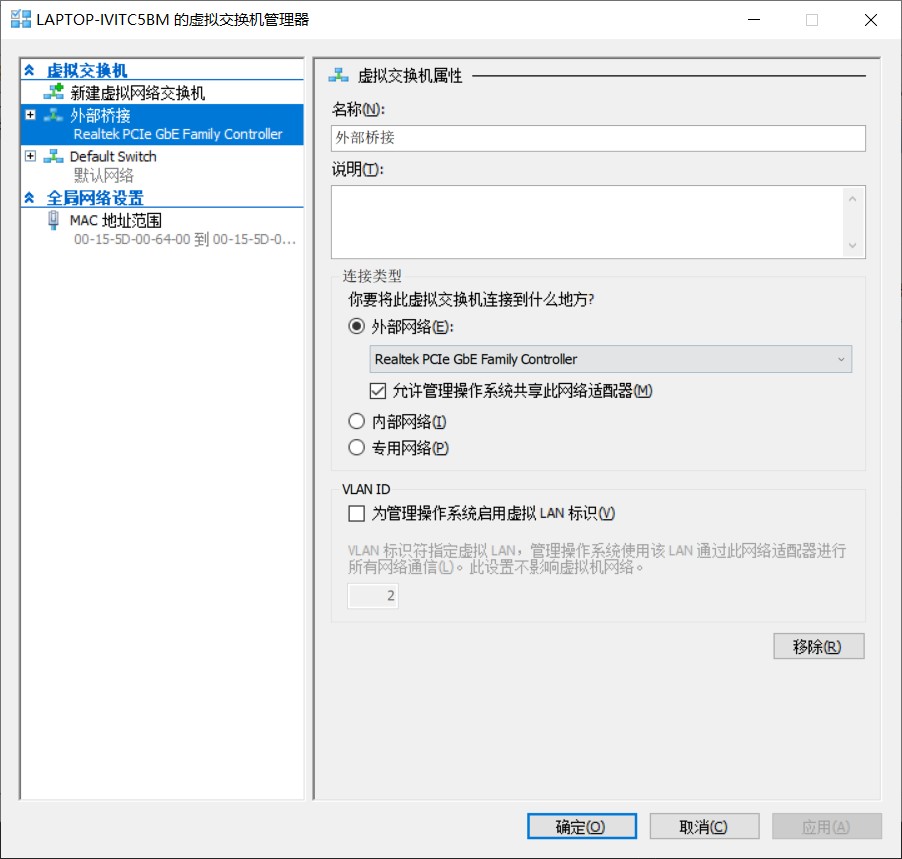 LAPTOP-IVITC5BM 的虚拟交换机管理器
虚拟交换机
新建虚拟网络交换机
外部桥接
Realtek PCIe GbE Family Controller
Default Switch
默认网络
全局网络设置
MAC 地址范围
00-15-5D-00-64-00 到 00-15-5D-0...
虚拟交换机属性
名称(N):
外部桥接
说明(T):
连接类型
你要将此虚拟交换机连接到什么地方?
外部网络(E):
Realtek PCIe GbE Family Controller
允许管理操作系统共享此网络适配器(M)
内部网络(I)
专用网络(P)
VLAN ID
为管理操作系统启用虚拟 LAN 标识(V)
VLAN 标识符指定虚拟 LAN，管理操作系统使用该 LAN 通过此网络适配器进行
所有网络通信(L)。此设置不影响虚拟机网络。
2
移除(R)
确定(O)
取消(C)
应用(A)